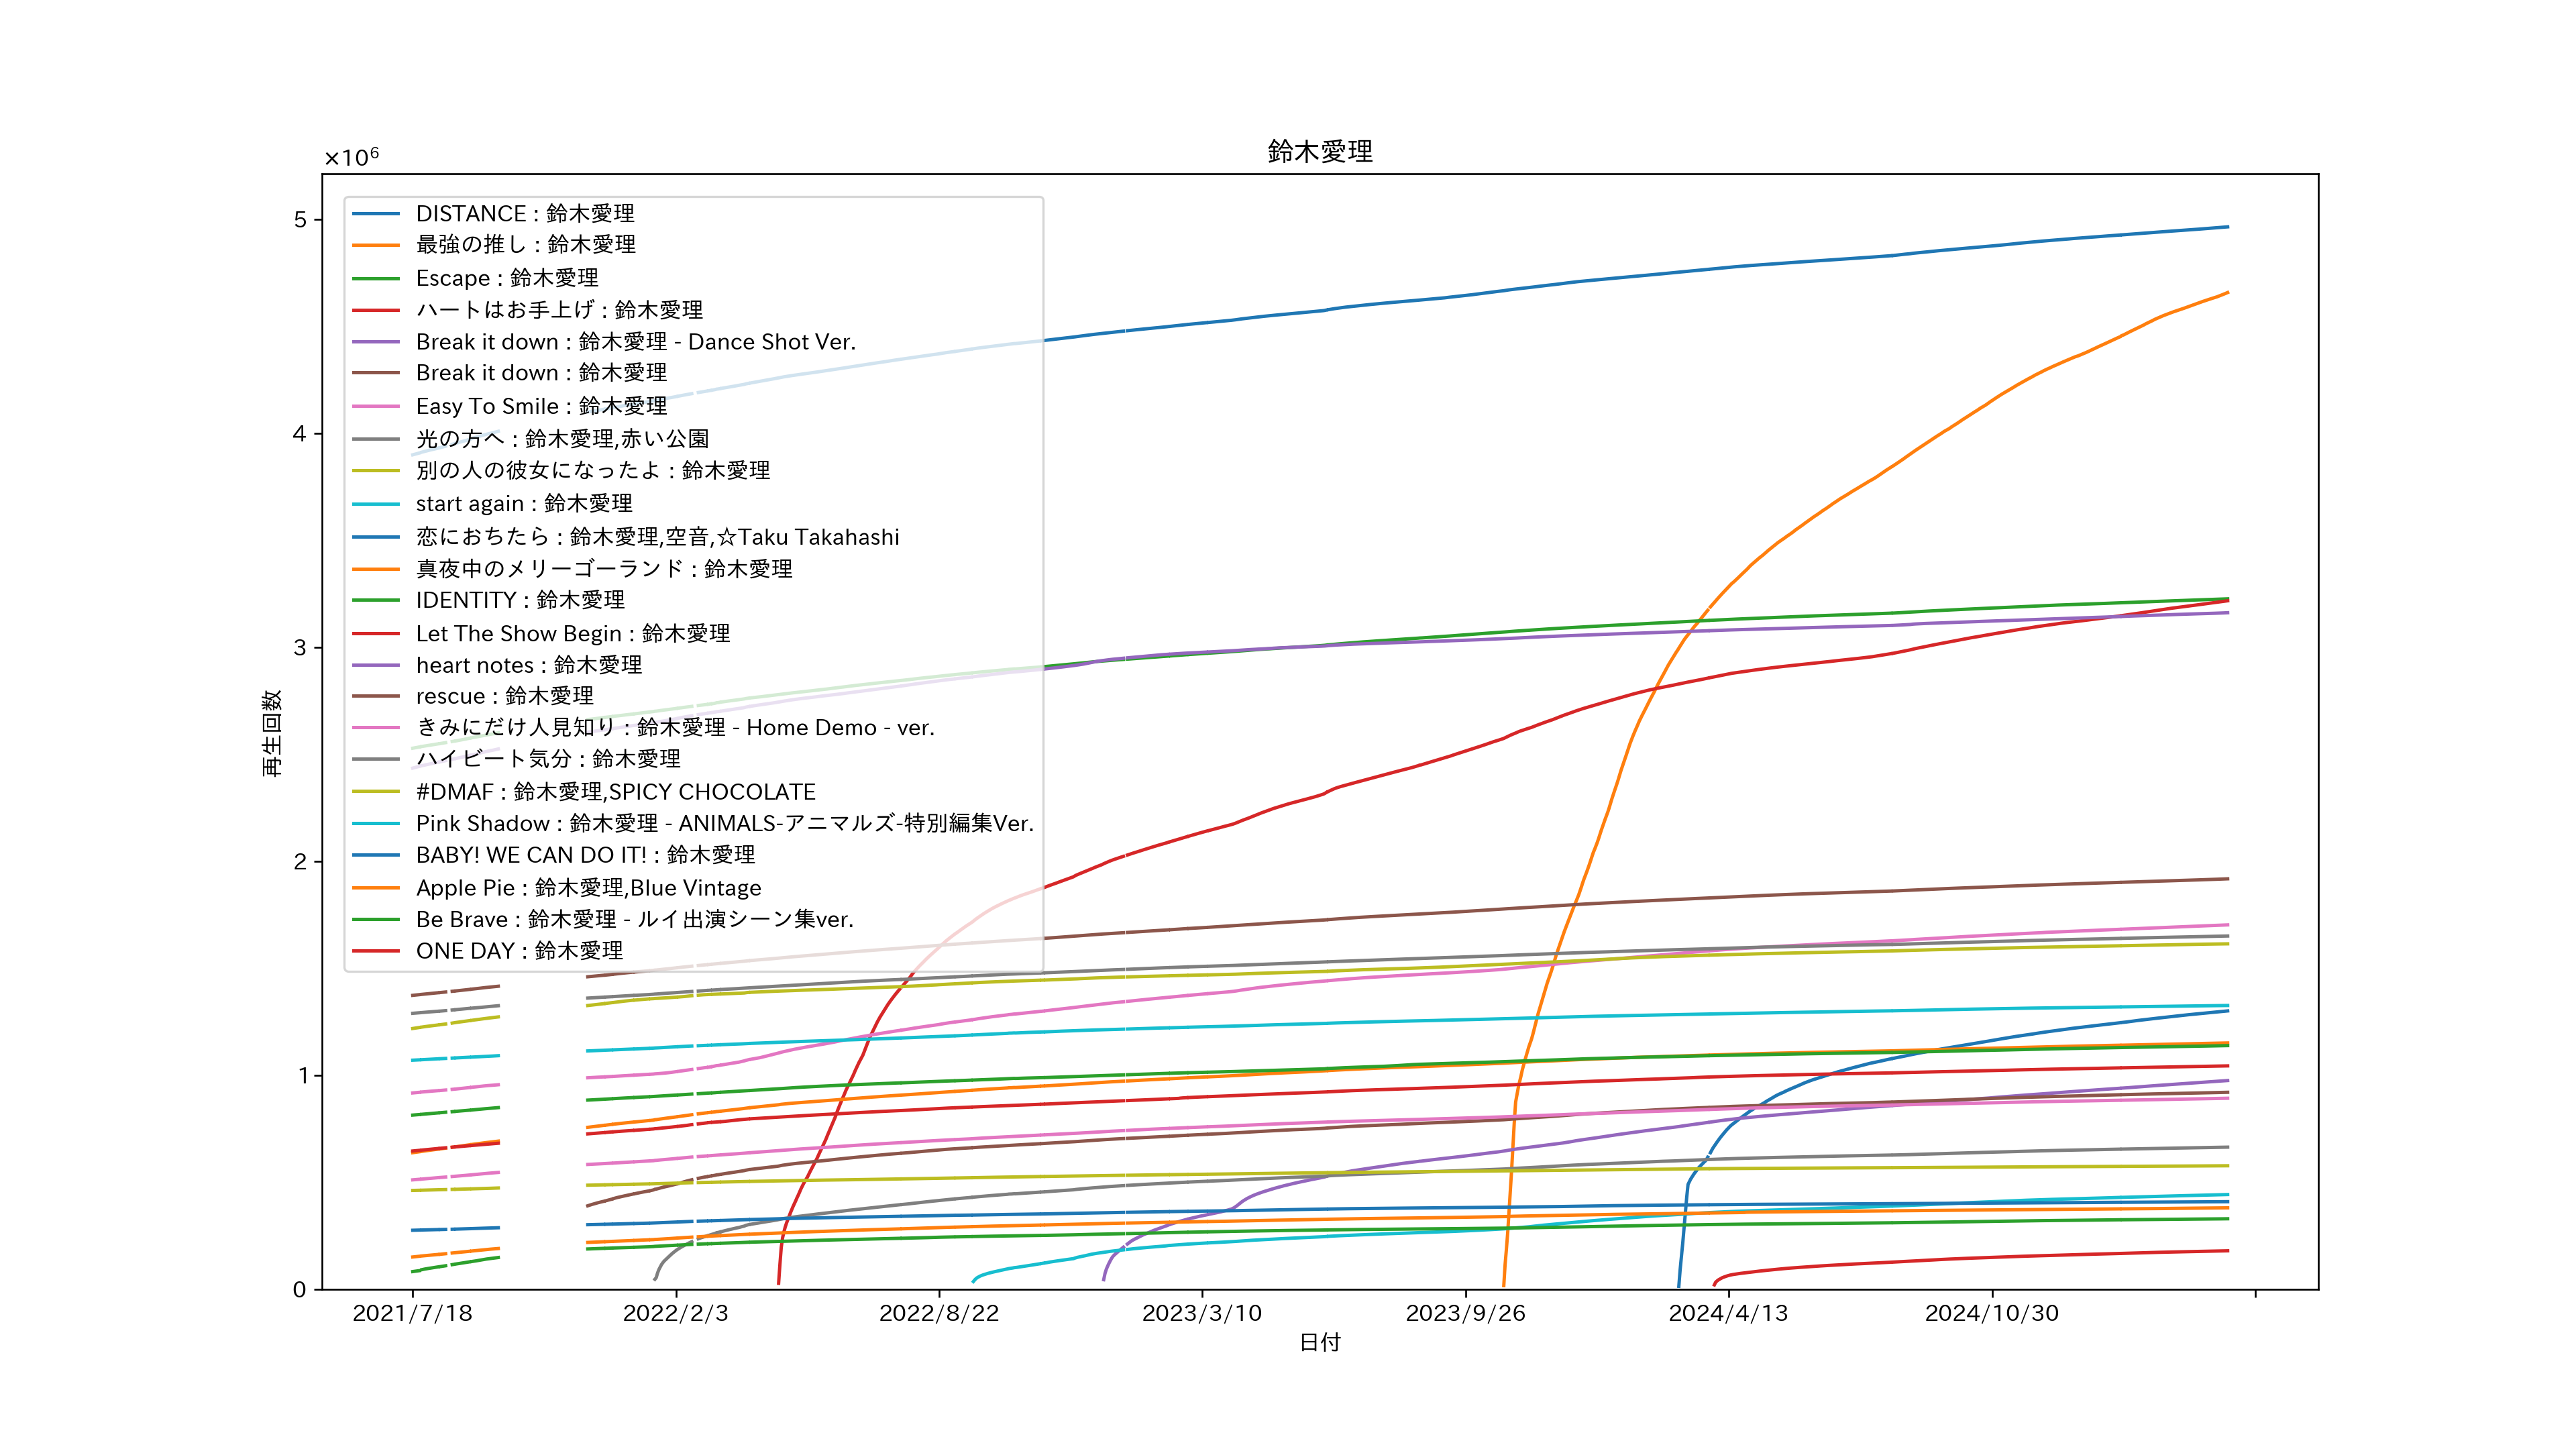 鈴木愛理
×10⁶
5
4
3
2
1
0
再生回数
DISTANCE : 鈴木愛理
最強の推し : 鈴木愛理
Escape : 鈴木愛理
ハートはお手上げ : 鈴木愛理
Break it down : 鈴木愛理 - Dance Shot Ver.
Break it down : 鈴木愛理
Easy To Smile : 鈴木愛理
光の方へ : 鈴木愛理,赤い公園
別の人の彼女になったよ : 鈴木愛理
start again : 鈴木愛理
恋におちたら : 鈴木愛理,空音,☆Taku Takahashi
真夜中のメリーゴーランド : 鈴木愛理
IDENTITY : 鈴木愛理
Let The Show Begin : 鈴木愛理
heart notes : 鈴木愛理
rescue : 鈴木愛理
きみにだけ人見知り : 鈴木愛理 - Home Demo - ver.
ハイビート気分 : 鈴木愛理
#DMAF : 鈴木愛理,SPICY CHOCOLATE
Pink Shadow : 鈴木愛理 - ANIMALS-アニマルズ-特別編集Ver.
BABY! WE CAN DO IT! : 鈴木愛理
Apple Pie : 鈴木愛理,Blue Vintage
Be Brave : 鈴木愛理 - ルイ出演シーン集ver.
ONE DAY : 鈴木愛理
2021/7/18
2022/2/3
2022/8/22
2023/3/10
2023/9/26
2024/4/13
2024/10/30
日付